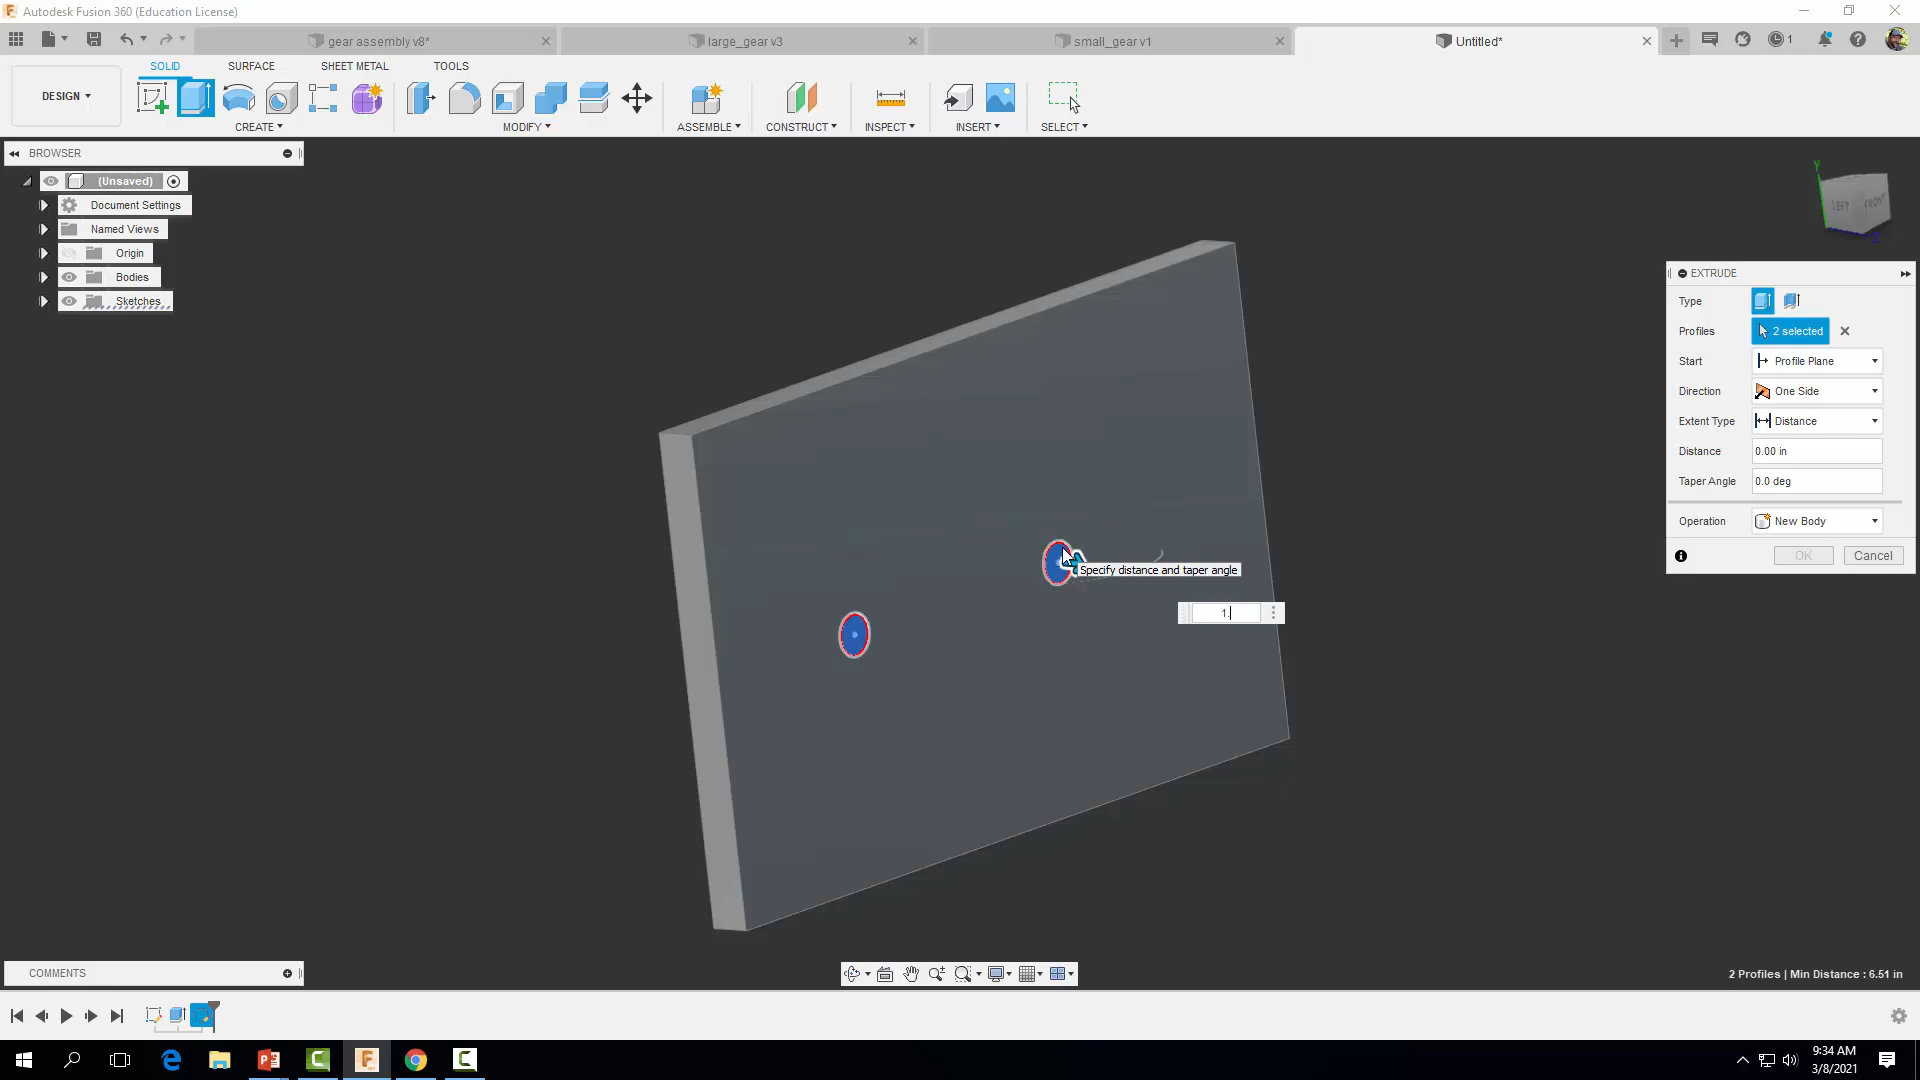 Autodesk Fusion 360 (Education License)
gear assembly v8*
large_gear v3
small_gear v1
Untitled*
1
SOLID
SURFACE
SHEET METAL
TOOLS
DESIGN
CREATE
MODIFY
ASSEMBLE
CONSTRUCT
INSPECT
INSERT
SELECT
BROWSER
(Unsaved)
Document Settings
Named Views
Origin
Bodies
Sketches
Y
LEFT
FRONT
Z
EXTRUDE
Type
Profiles
2 selected
Start
Profile Plane
Direction
One Side
Extent Type
Distance
Distance
0.00 in
Taper Angle
0.0 deg
Operation
New Body
OK
Cancel
Specify distance and taper angle
1.
COMMENTS
2 Profiles | Min Distance : 6.51 in
9:34 AM
3/8/2021